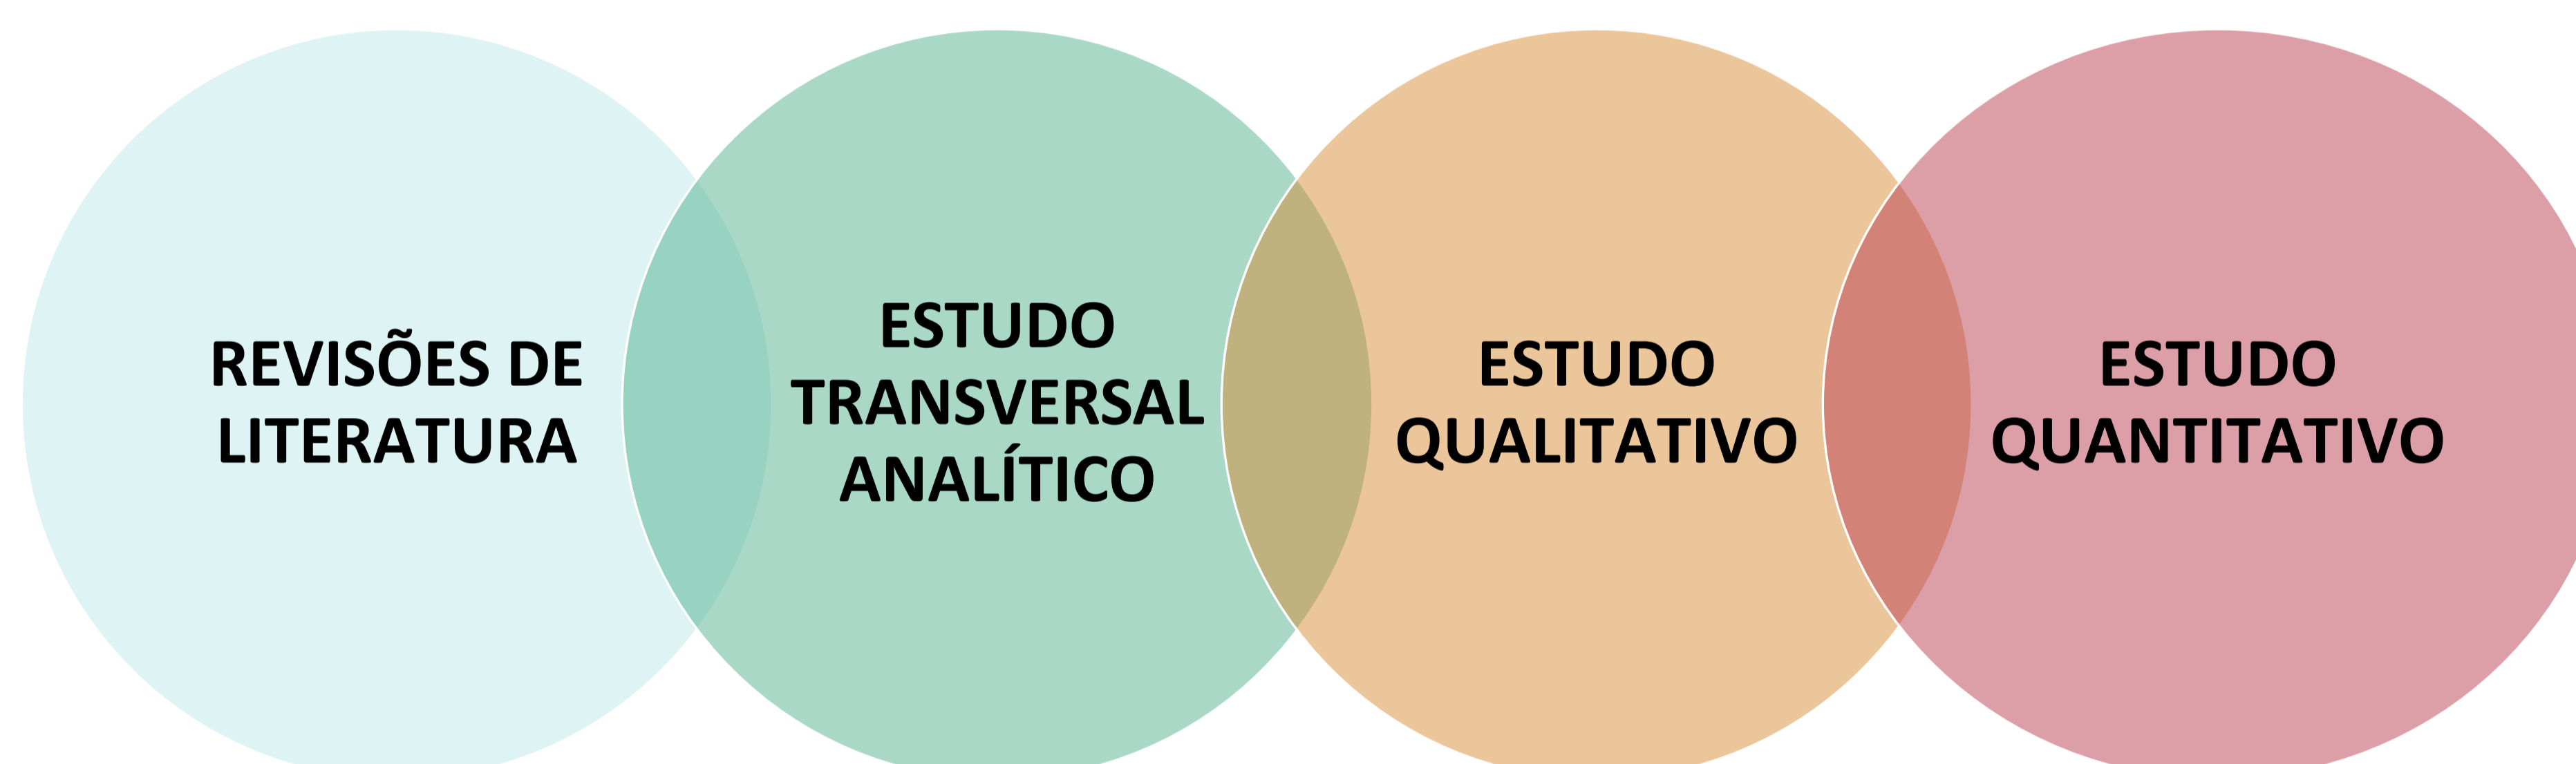 REVISÕES DE
LITERATURA
ESTUDO
TRANSVERSAL
ANALÍTICO
ESTUDO
QUALITATIVO
ESTUDO
QUANTITATIVO